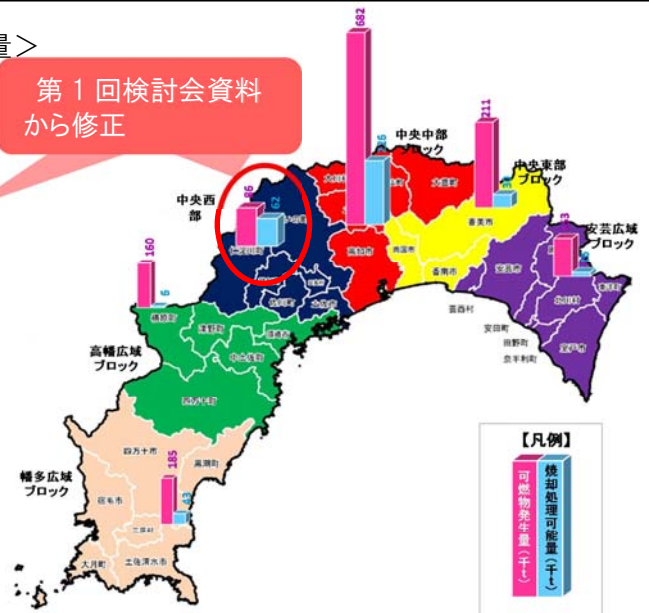 量＞
第１回検討会資料
から修正
682
211
中央中部
ブロック
中央東部
ブロック
安芸広域
ブロック
中央西
部
86
62
160
6
大豊町
香美市
仁淀川町
高知市
南国市
香南市
安芸市
北川村
室戸市
芸西村
安田町
田野町
奈半利町
佐川町
土佐市
梼原町
津野町
須崎市
中土佐町
四万十町
高幡広域
ブロック
四万十市
黒潮町
185
43
幡多広域
ブロック
宿毛市
三原村
大月町
土佐清水市
【凡例】
可燃物発生量（千ｔ）
焼却処理可能量（千ｔ）